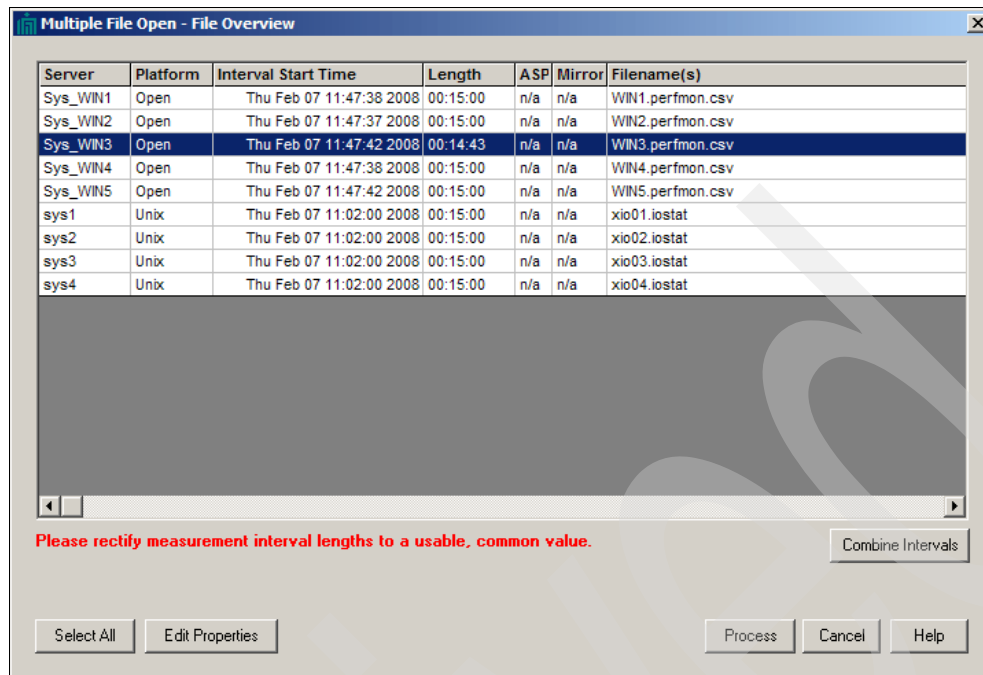 Multiple File Open - File Overview
Server Platform Interval Start Time Length ASP Mirror Filename(s)
Sys_WIN1 Open Thu Feb 07 11:47:38 2008 00:15:00 n/a n/a WIN1.perfmon.csv
Sys_WIN2 Open Thu Feb 07 11:47:37 2008 00:15:00 n/a n/a WIN2.perfmon.csv
Sys_WIN3 Open Thu Feb 07 11:47:42 2008 00:14:43 n/a n/a WIN3.perfmon.csv
Sys_WIN4 Open Thu Feb 07 11:47:38 2008 00:15:00 n/a n/a WIN4.perfmon.csv
Sys_WIN5 Open Thu Feb 07 11:47:42 2008 00:15:00 n/a n/a WIN5.perfmon.csv
sys1 Unix Thu Feb 07 11:02:00 2008 00:15:00 n/a n/a xio01.iostat
sys2 Unix Thu Feb 07 11:02:00 2008 00:15:00 n/a n/a xio02.iostat
sys3 Unix Thu Feb 07 11:02:00 2008 00:15:00 n/a n/a xio03.iostat
sys4 Unix Thu Feb 07 11:02:00 2008 00:15:00 n/a n/a xio04.iostat
Please rectify measurement interval lengths to a usable, common value.
Combine Intervals
Select All Edit Properties Process Cancel Help